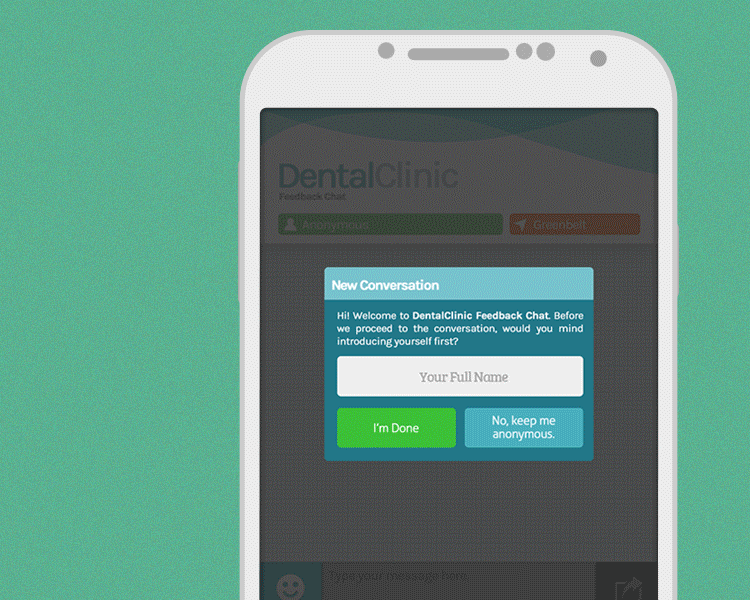 DentalClinic
Feedback Chat
Anonymous
Greenbelt
New Conversation
Hi! Welcome to DentalClinic Feedback Chat. Before
we proceed to the conversation, would you mind
introducing yourself first?
Your Full Name
I'm Done
No, keep me
anonymous.
Type your message here.